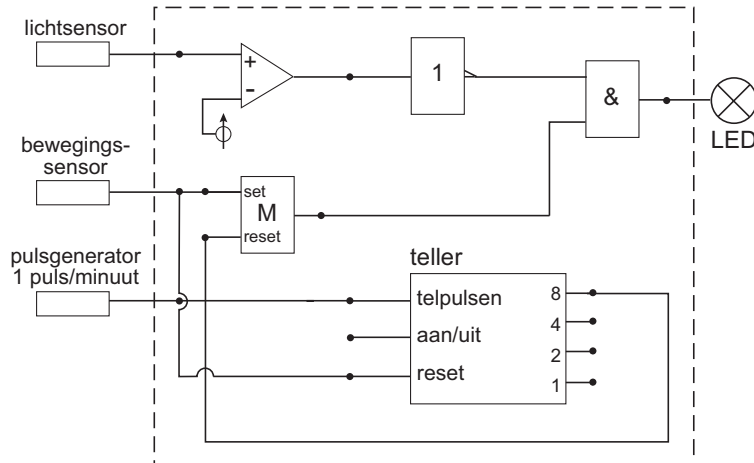 lichtsensor
+
-
1
&
LED
bewegings-
sensor
set
M
reset
pulsgenerator
1 puls/minuut
teller
telpulsen
8
aan/uit
4
2
reset
1